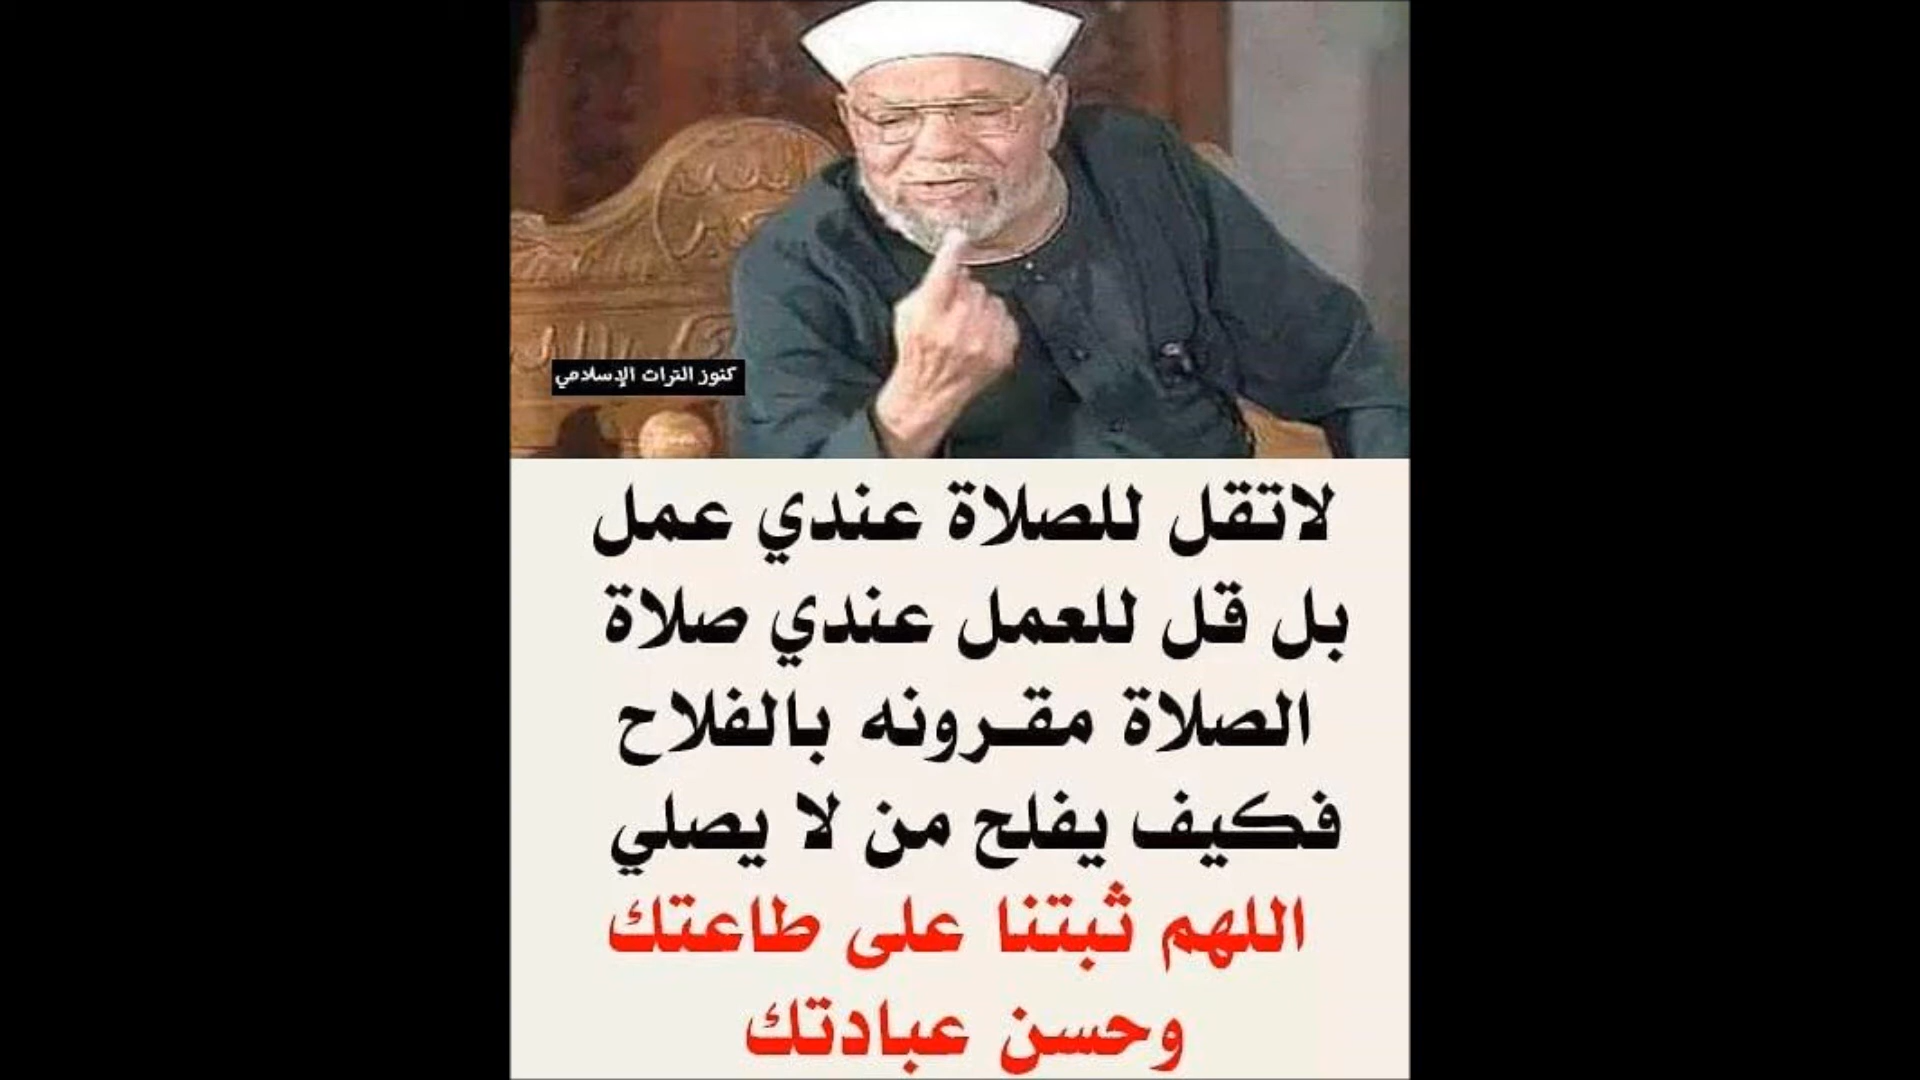 كنوز التراث الإسلامي
لاتقل للصلاة عندي عمل
بل قل للعمل عندي صلاة
الصلاة مقـرونه بالفلاح
فكيف يفلح من لا يصلي
اللهم ثبتنا على طاعتك
وحسن عبادتك